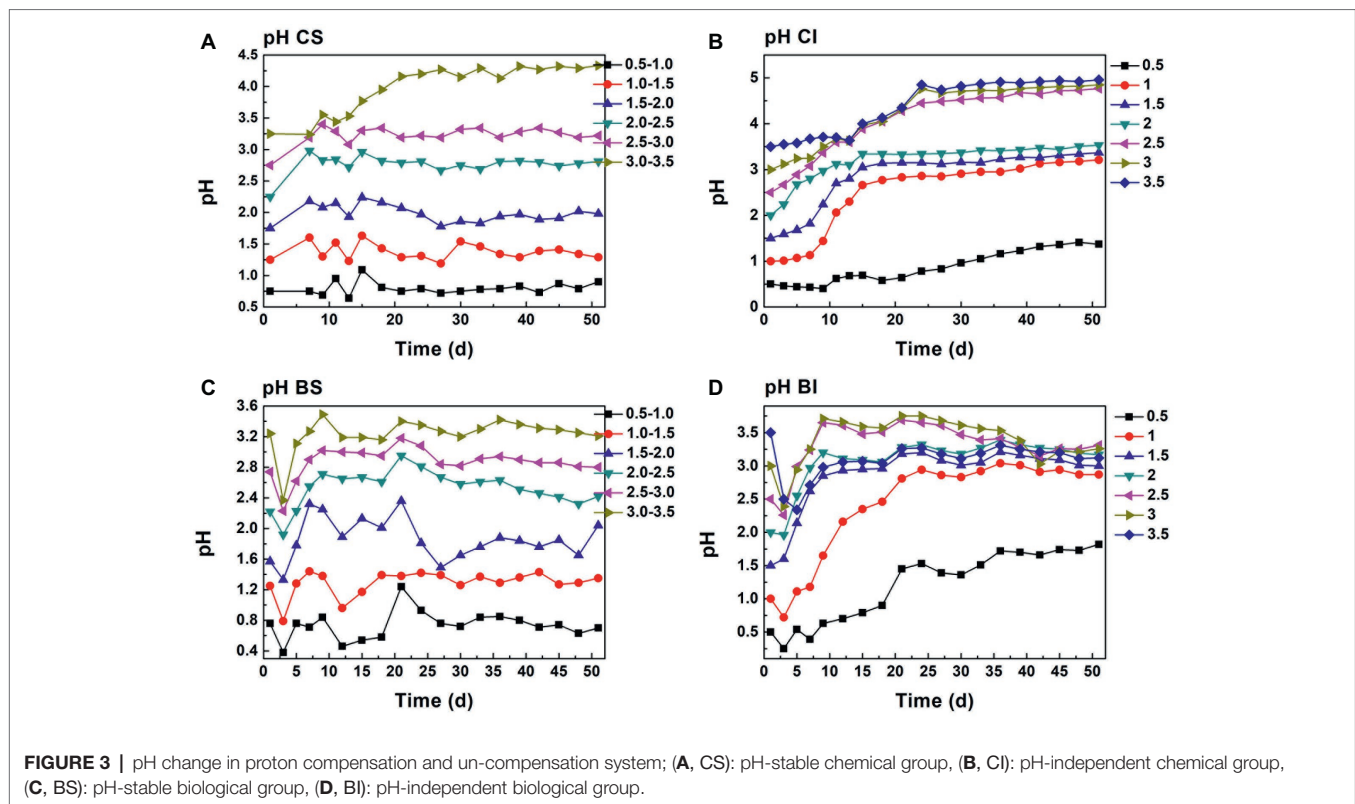 A
pH CS
4.5
4.0
3.5
3.0
2.5
2.0
1.5
1.0
0.5
pH
0 10 20 30 40 50
Time (d)
0.5-1.0
1.0-1.5
1.5-2.0
2.0-2.5
2.5-3.0
3.0-3.5
B
pH CI
5
4
3
2
1
0
pH
0 10 20 30 40 50
Time (d)
0.5
1
1.5
2
2.5
3
3.5
C
pH BS
3.6
3.2
2.8
2.4
2.0
1.6
1.2
0.8
0.4
pH
0 5 10 15 20 25 30 35 40 45 50
Time (d)
0.5-1.0
1.0-1.5
1.5-2.0
2.0-2.5
2.5-3.0
3.0-3.5
D
pH BI
3.5
3.0
2.5
2.0
1.5
1.0
0.5
pH
0 5 10 15 20 25 30 35 40 45 50
Time (d)
0.5
1
1.5
2
2.5
3
3.5
FIGURE 3 | pH change in proton compensation and un-compensation system; (A, CS): pH-stable chemical group, (B, CI): pH-independent chemical group,
(C, BS): pH-stable biological group, (D, BI): pH-independent biological group.